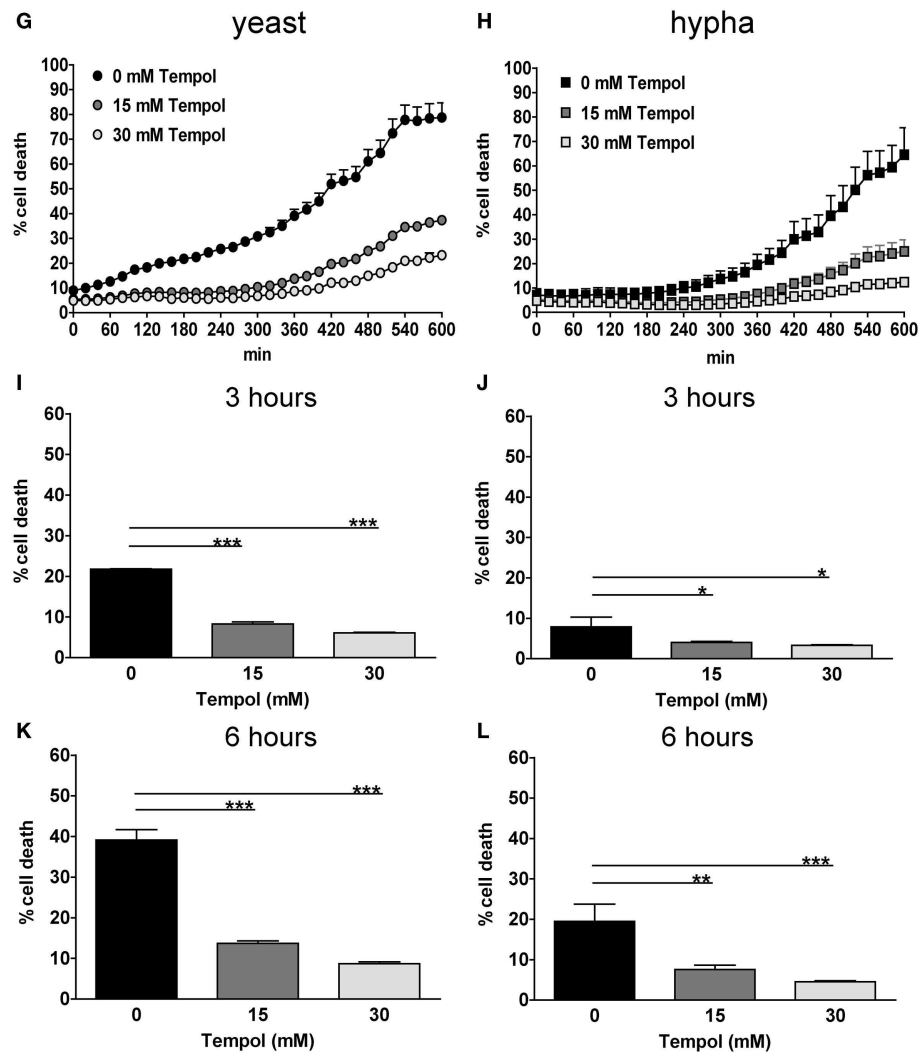 G yeast
100
90
80
70
60
50
40
30
20
10
0
% cell death
0 mM Tempol
15 mM Tempol
30 mM Tempol
0 60 120 180 240 300 360 420 480 540 600
min
H hypha
100
90
80
70
60
50
40
30
20
10
0
% cell death
0 mM Tempol
15 mM Tempol
30 mM Tempol
0 60 120 180 240 300 360 420 480 540 600
min
I 3 hours
60
50
40
30
20
10
0
% cell death
***
***
0 15 30
Tempol (mM)
J 3 hours
60
50
40
30
20
10
0
% cell death
*
*
0 15 30
Tempol (mM)
K 6 hours
60
50
40
30
20
10
0
% cell death
***
***
0 15 30
Tempol (mM)
L 6 hours
60
50
40
30
20
10
0
% cell death
***
**
0 15 30
Tempol (mM)